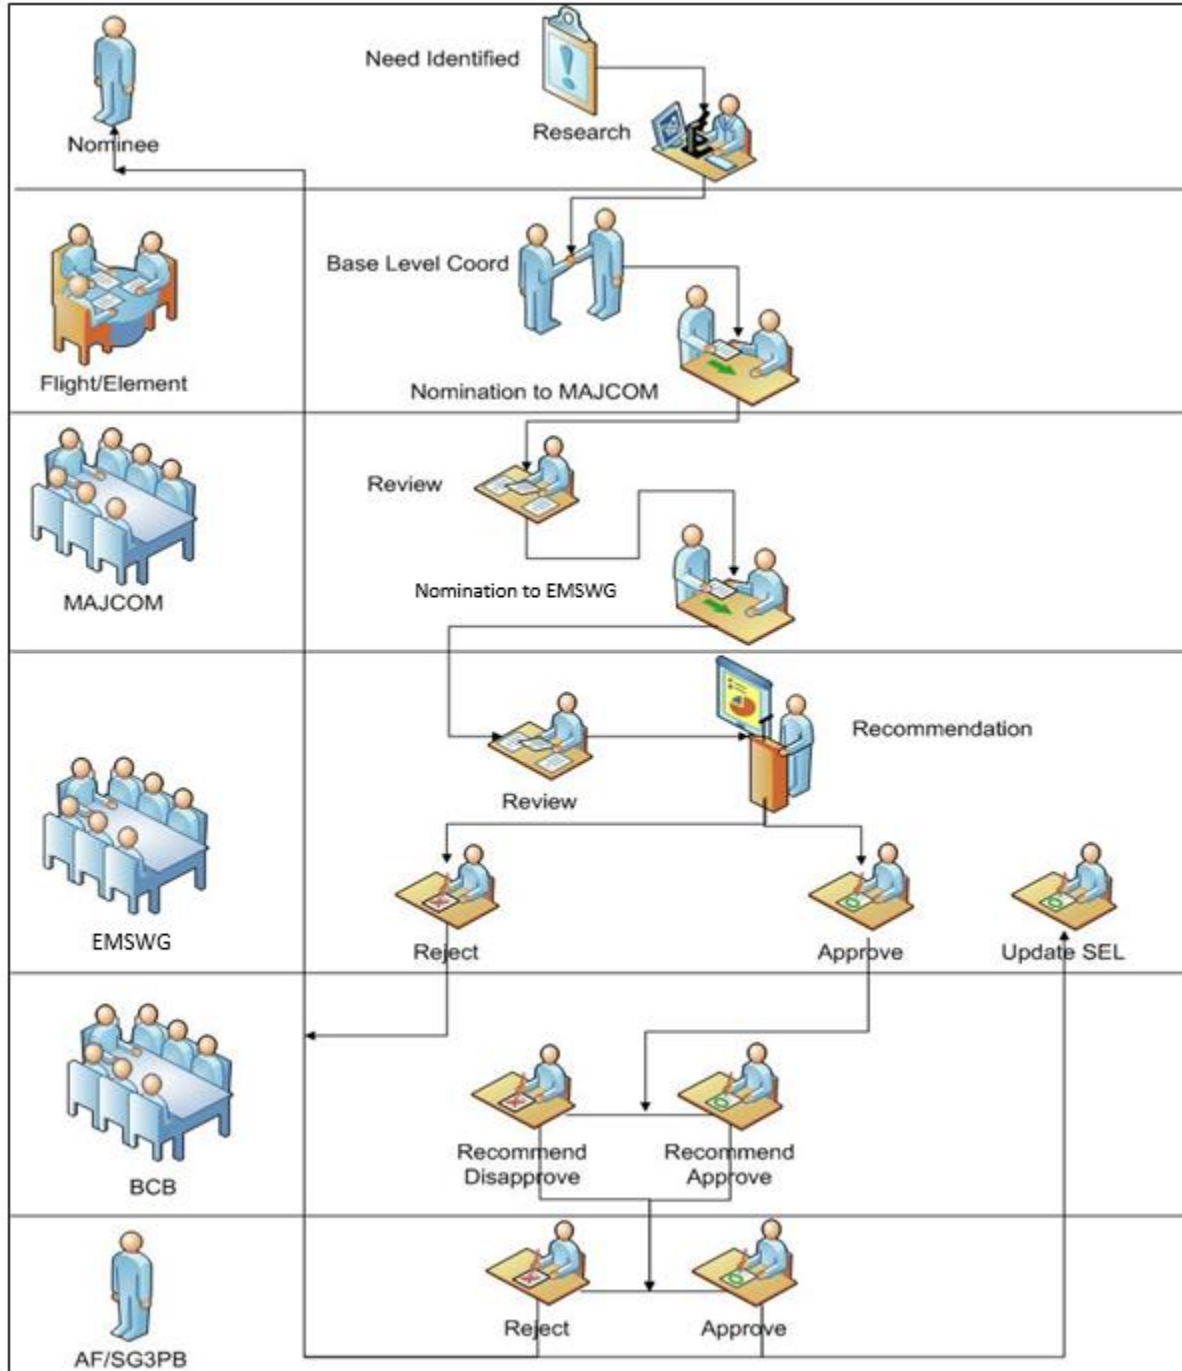 Need Identified
Research
Nominee
Base Level Coord
Flight/Element
Nomination to MAJCOM
Review
Nomination to EMSWG
MAJCOM
Recommendation
Review
EMSWG
Reject
Approve
Update SEL
Recommend
Disapprove
Recommend
Approve
BCB
Reject
Approve
AF/SG3PB